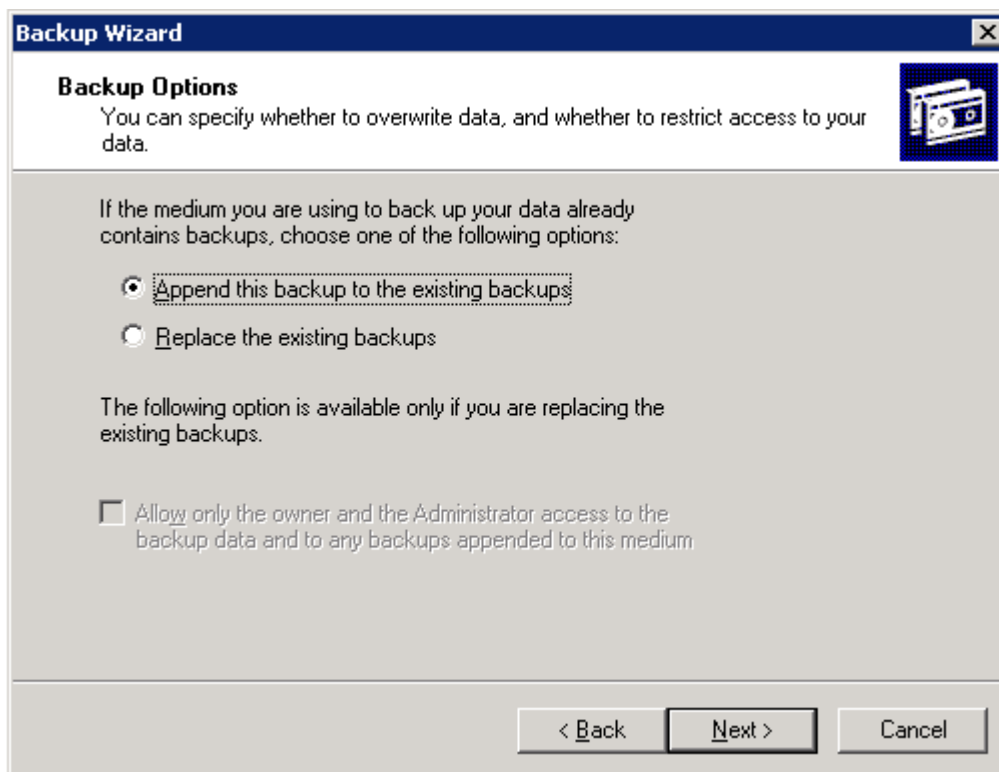 Backup Wizard
Backup Options
You can specify whether to overwrite data, and whether to restrict access to your
data.
If the medium you are using to back up your data already
contains backups, choose one of the following options:
Append this backup to the existing backups
Replace the existing backups
The following option is available only if you are replacing the
existing backups.
Allow only the owner and the Administrator access to the
backup data and to any backups appended to this medium
< Back
Next >
Cancel